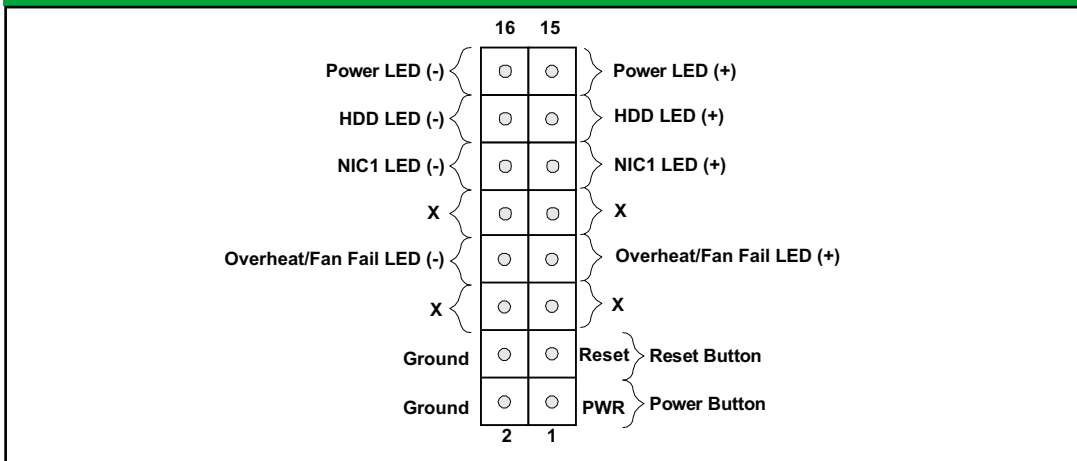 16 15
Power LED (-) Power LED (+)
HDD LED (-) HDD LED (+)
NIC1 LED (-) NIC1 LED (+)
X X
Overheat/Fan Fail LED (-) Overheat/Fan Fail LED (+)
X X
Ground Reset Reset Button
Ground PWR Power Button
2 1